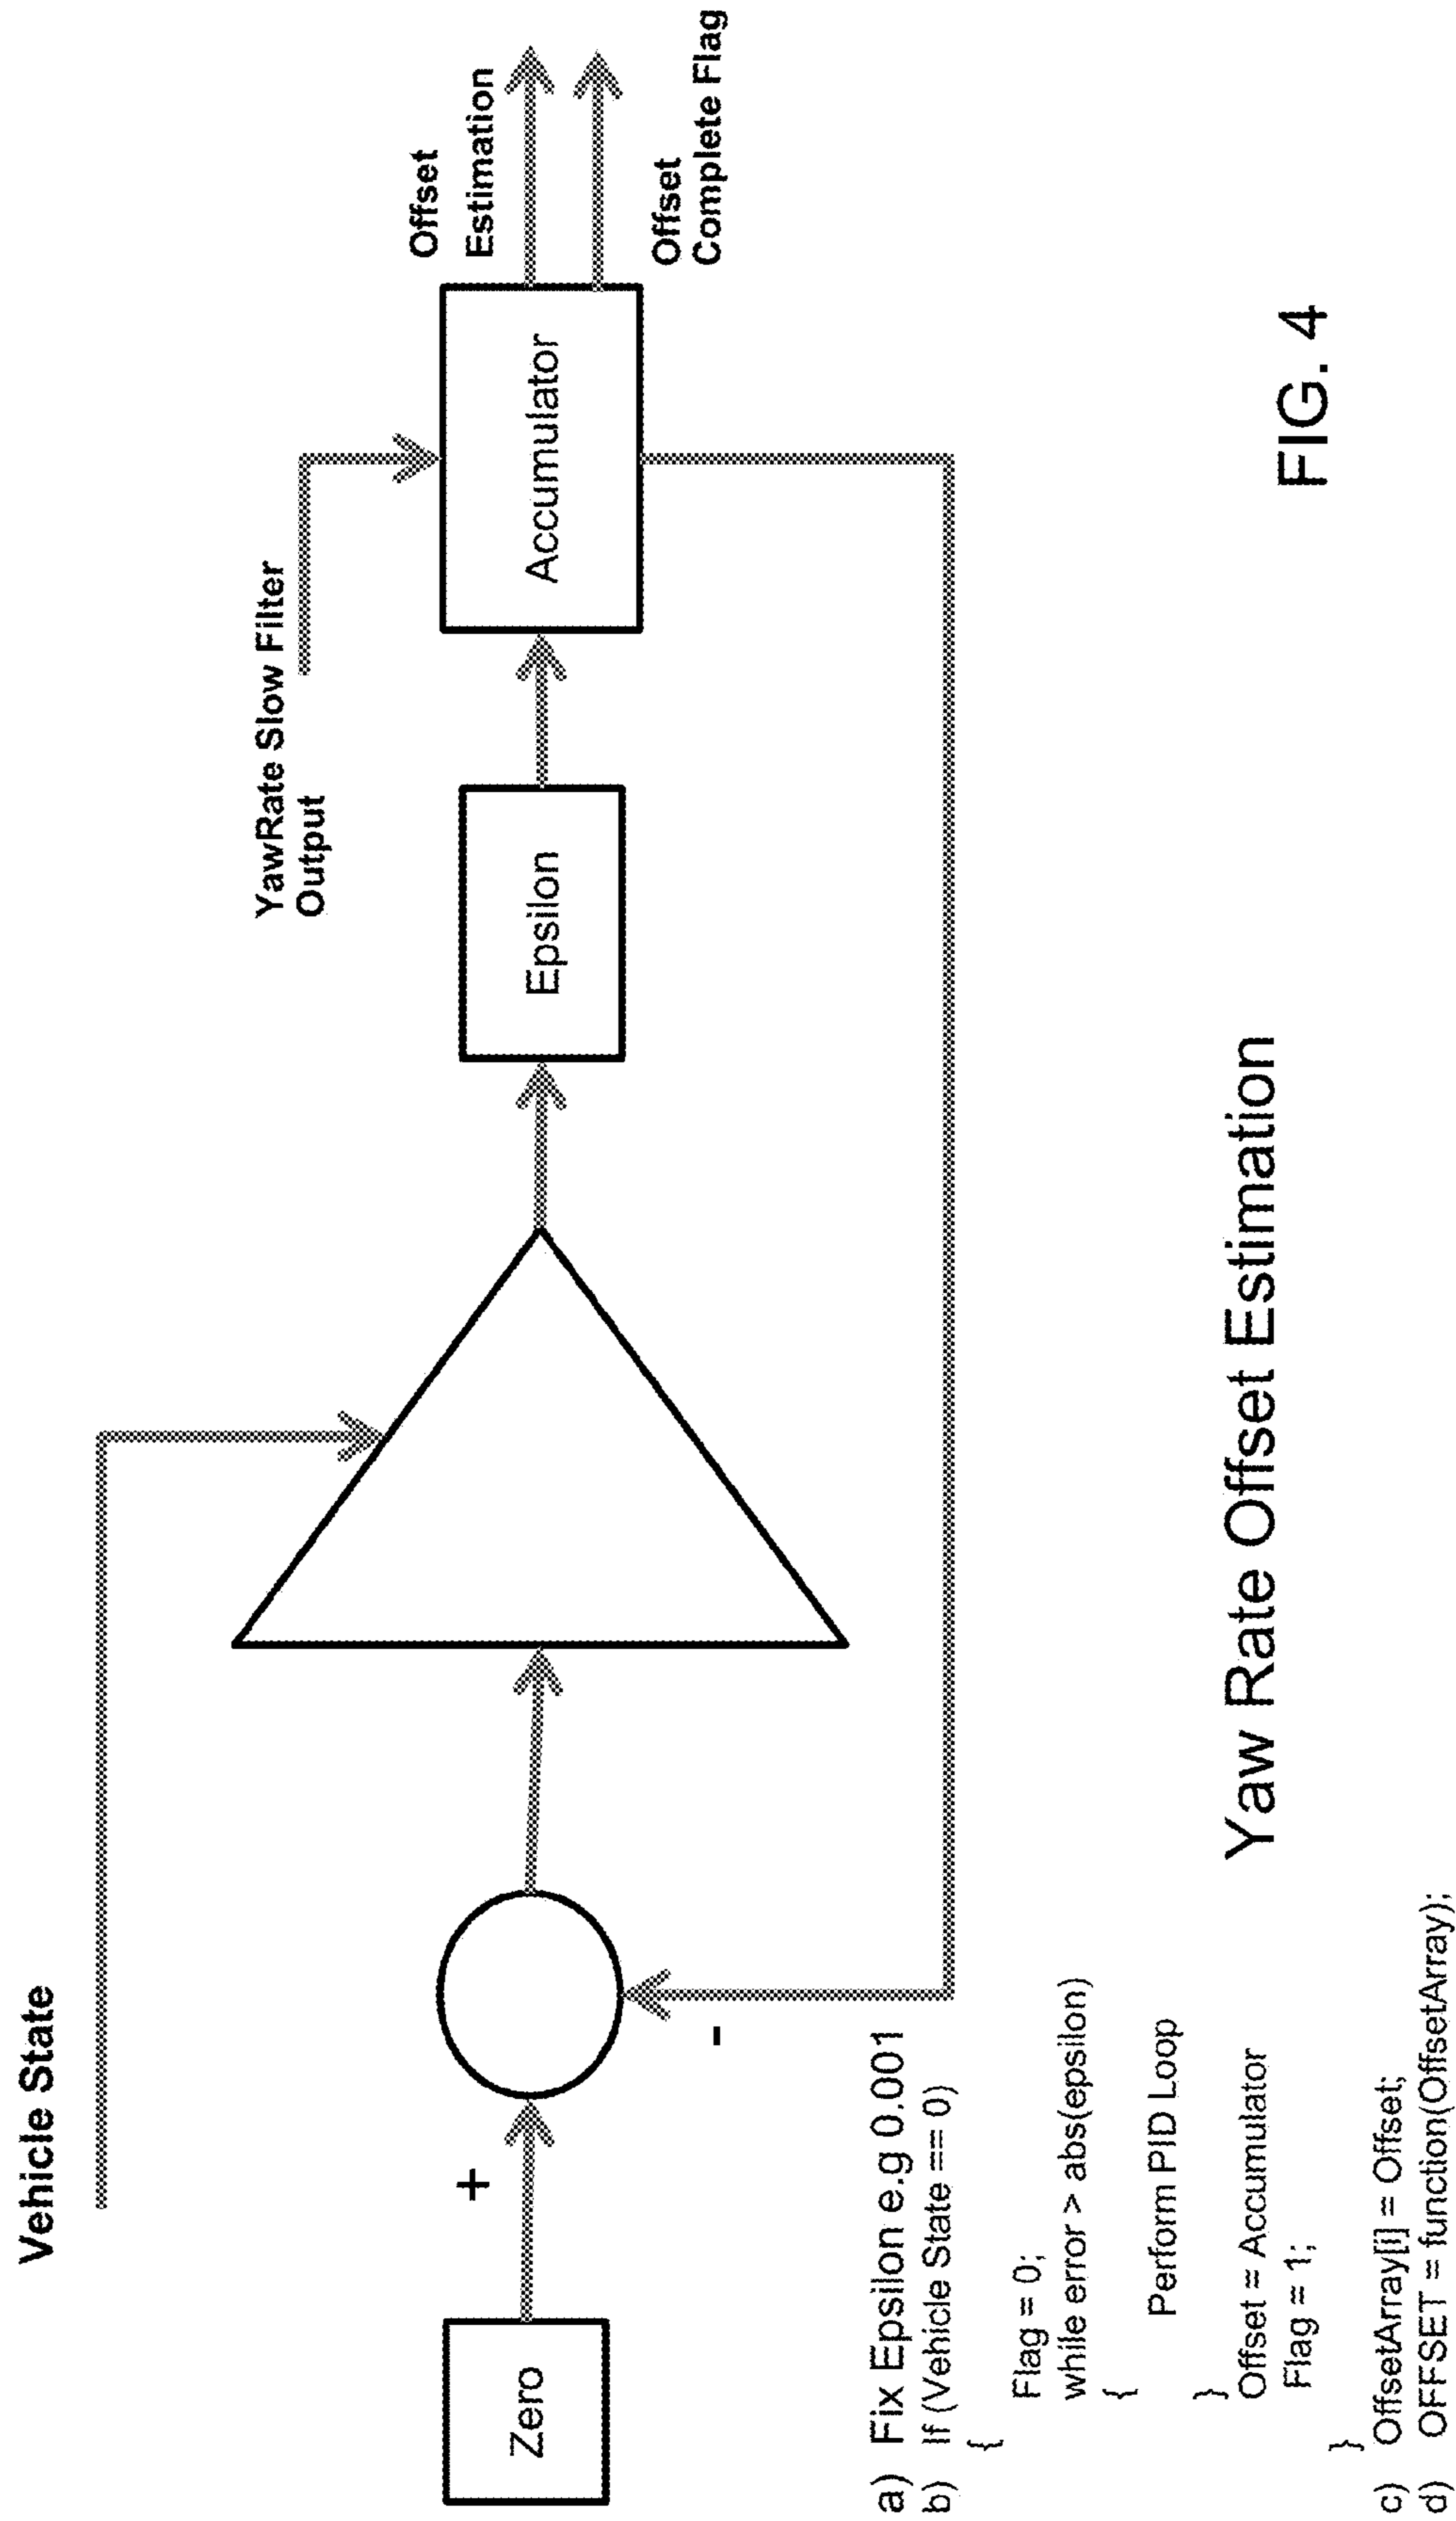 Vehicle State
YawRate Slow Filter
Output
Offset
Estimation
Zero
+
-
Epsilon
Accumulator
Offset
Complete Flag
a) Fix Epsilon e.g 0.001
b) If (Vehicle State == 0)
{
Flag = 0;
while error > abs(epsilon)
{
Perform PID Loop
}
Offset = Accumulator
Flag = 1;
}
c) OffsetArray[i] = Offset;
d) OFFSET = function(OffsetArray);
Yaw Rate Offset Estimation
FIG. 4